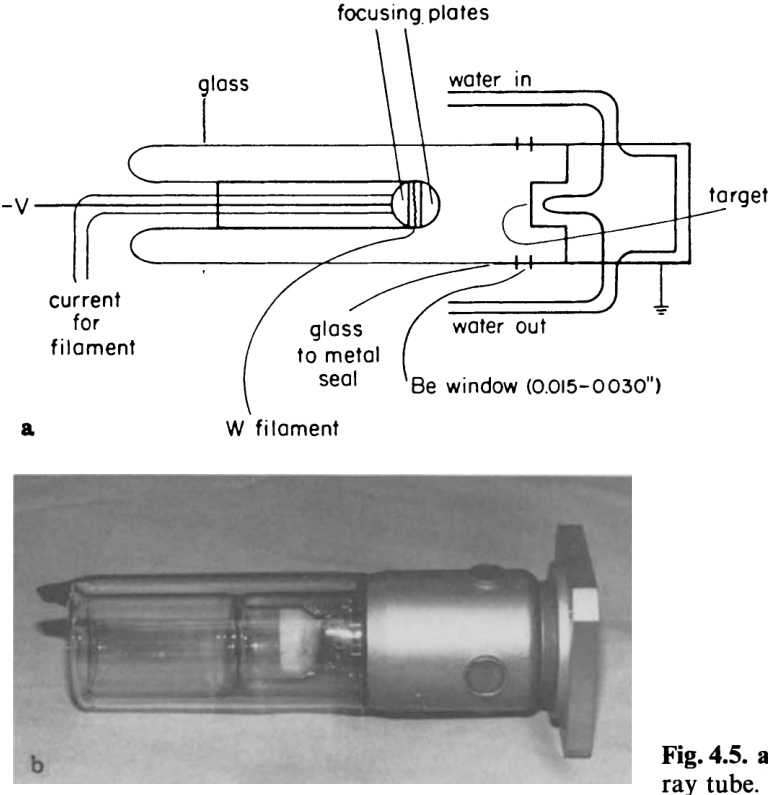 focusing plates
glass
water in
-V
target
current
for
filament
glass
to metal
seal
water out
Be window (0.015-0030")
W filament
a
b
Fig. 4.5. a
ray tube.